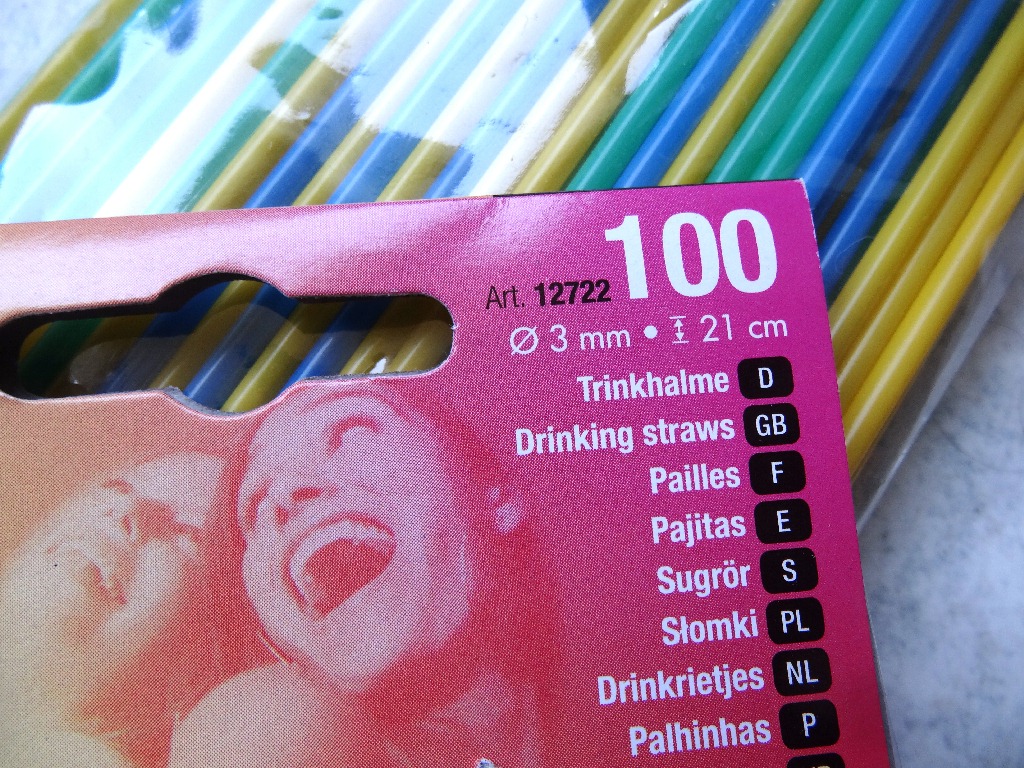 100
Art. 12722
Ø 3 mm • 21 cm
Trinkhalme D
Drinking straws GB
Pailles F
Pajitas E
Sugrör S
Słomki PL
Drinkrietjes NL
Palhinhas P